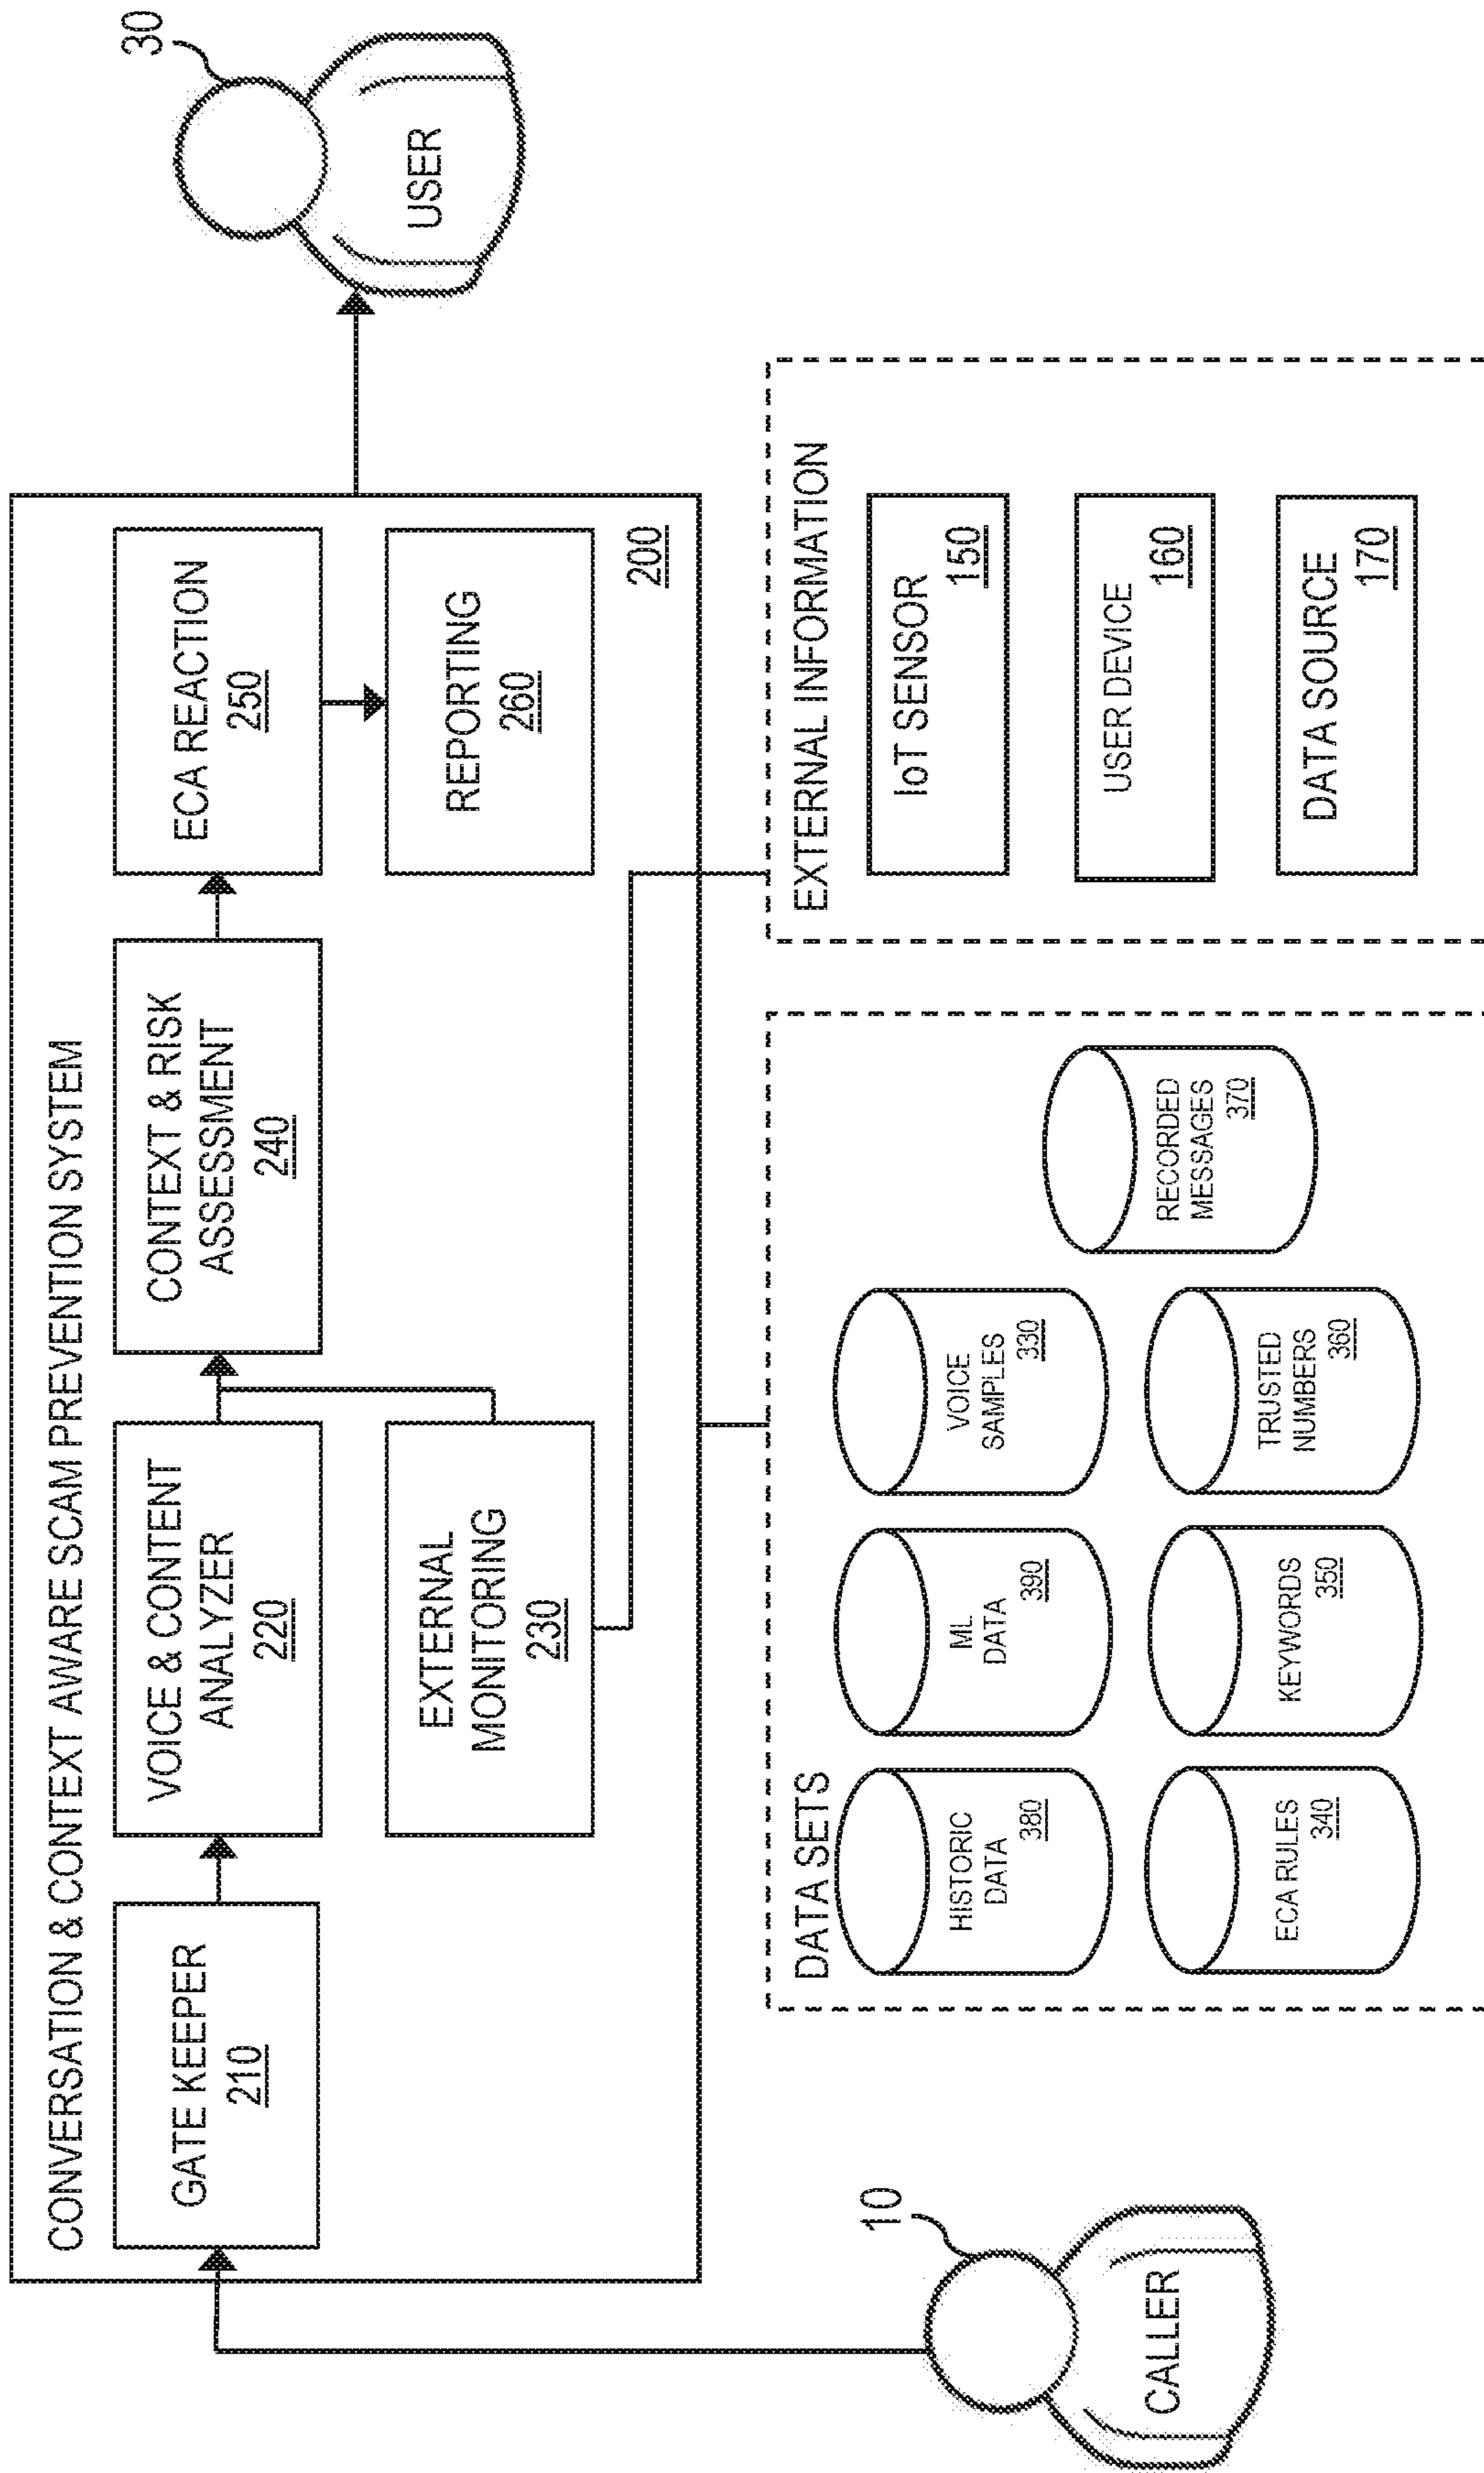 CONVERSATION & CONTEXT AWARE SCAM PREVENTION SYSTEM
GATE KEEPER
210
VOICE & CONTENT
ANALYZER
220
EXTERNAL
MONITORING
230
CONTEXT & RISK
ASSESSMENT
240
ECA REACTION
250
REPORTING
260
200
30
USER
10
CALLER
DATA SETS
HISTORIC
DATA
380
ML
DATA
390
VOICE
SAMPLES
330
RECORDED
MESSAGES
370
ECA RULES
340
KEYWORDS
350
TRUSTED
NUMBERS
360
EXTERNAL INFORMATION
IoT SENSOR
150
USER DEVICE
160
DATA SOURCE
170